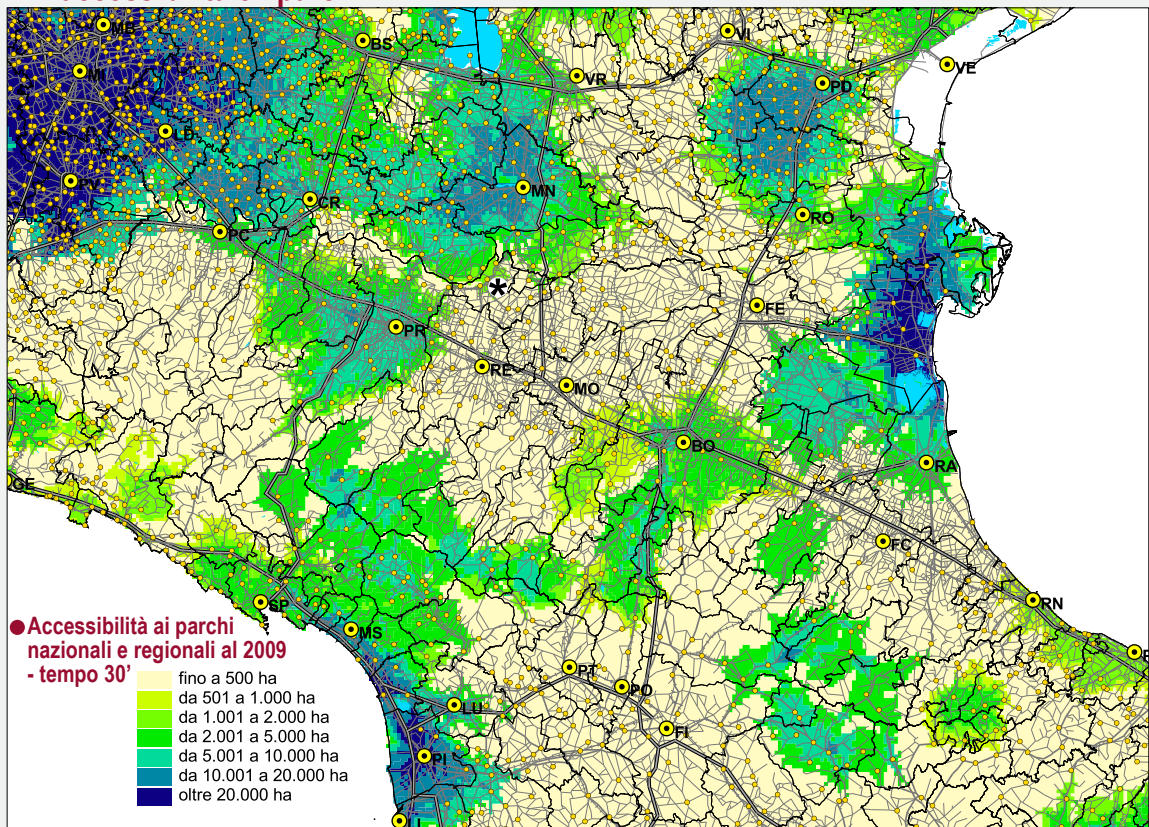 MI
BS
VI
VE
VR
PD
PV
MN
CR
RO
PC
*
FE
PR
RE
MO
BO
RA
GE
FC
SP
RN
MS
Accessibilità ai parchi
nazionali e regionali al 2009
- tempo 30'
fino a 500 ha
da 501 a 1.000 ha
da 1.001 a 2.000 ha
da 2.001 a 5.000 ha
da 5.001 a 10.000 ha
da 10.001 a 20.000 ha
oltre 20.000 ha
PT
PO
LU
FI
PI